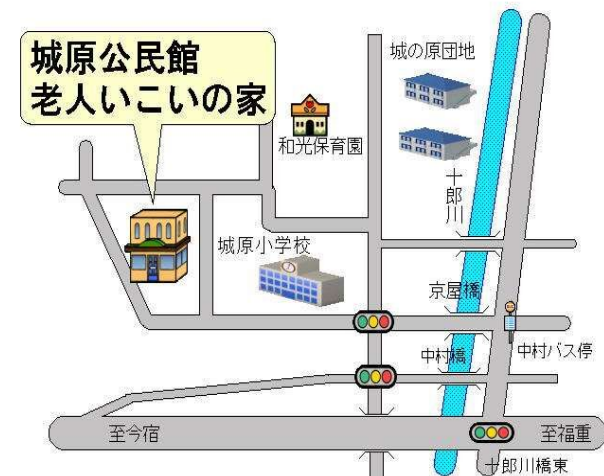 城原公民館
老人いこいの家
城の原団地
和光保育園
十郎川
城原小学校
京屋橋
中村橋
中村バス停
至今宿
至福重
十郎川橋東